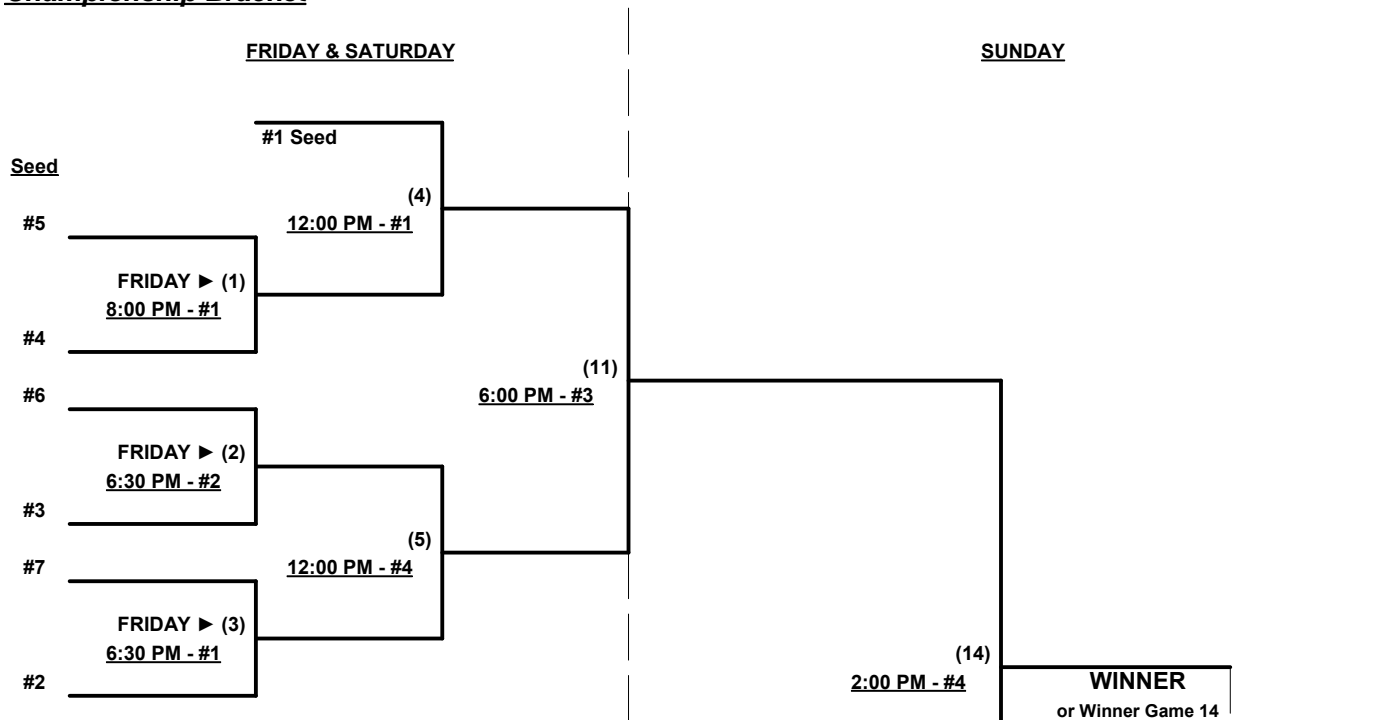 Championship Bracket
FRIDAY & SATURDAY
SUNDAY
#1 Seed
Seed
(4)
12:00 PM - #1
#5
FRIDAY ► (1)
8:00 PM - #1
#4
(11)
6:00 PM - #3
#6
FRIDAY ► (2)
6:30 PM - #2
#3
(5)
12:00 PM - #4
#7
FRIDAY ► (3)
6:30 PM - #1
#2
(14)
2:00 PM - #4
WINNER
or Winner Game 14